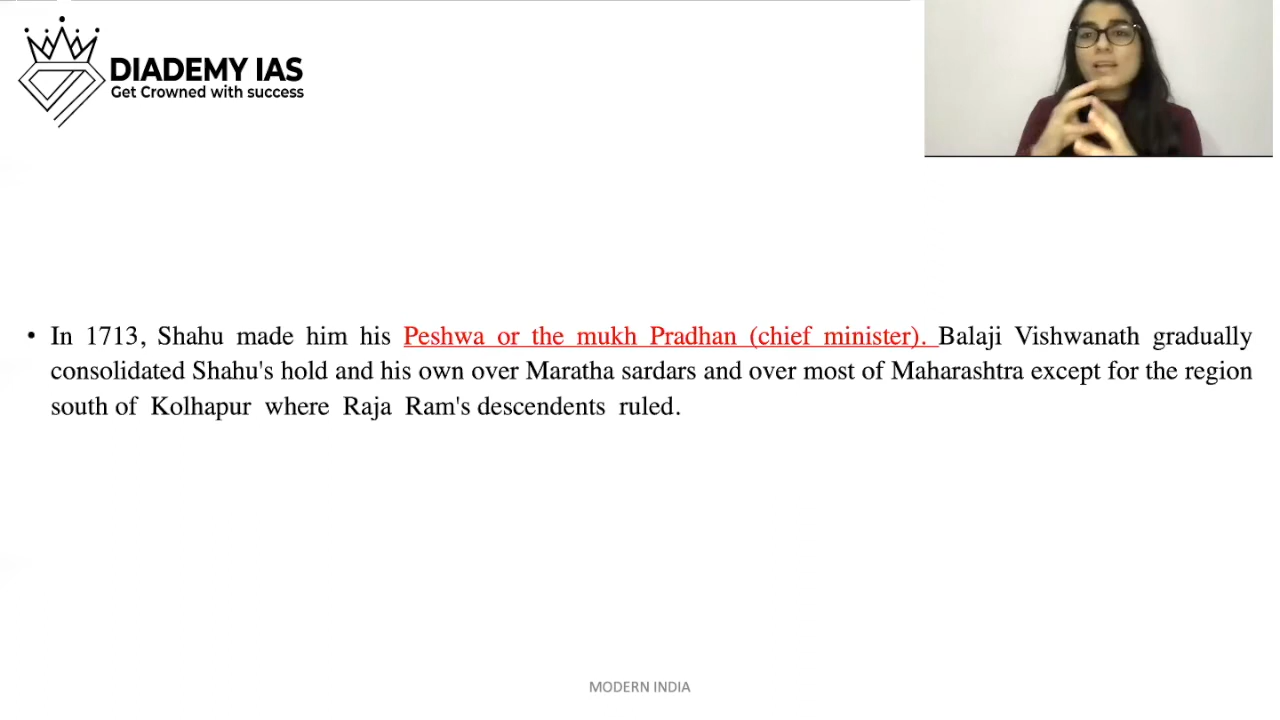 DIADEMY IAS
Get Crowned with success
• In 1713, Shahu made him his Peshwa or the mukh Pradhan (chief minister). Balaji Vishwanath gradually
consolidated Shahu's hold and his own over Maratha sardars and over most of Maharashtra except for the region
south of Kolhapur where Raja Ram's descendents ruled.
MODERN INDIA